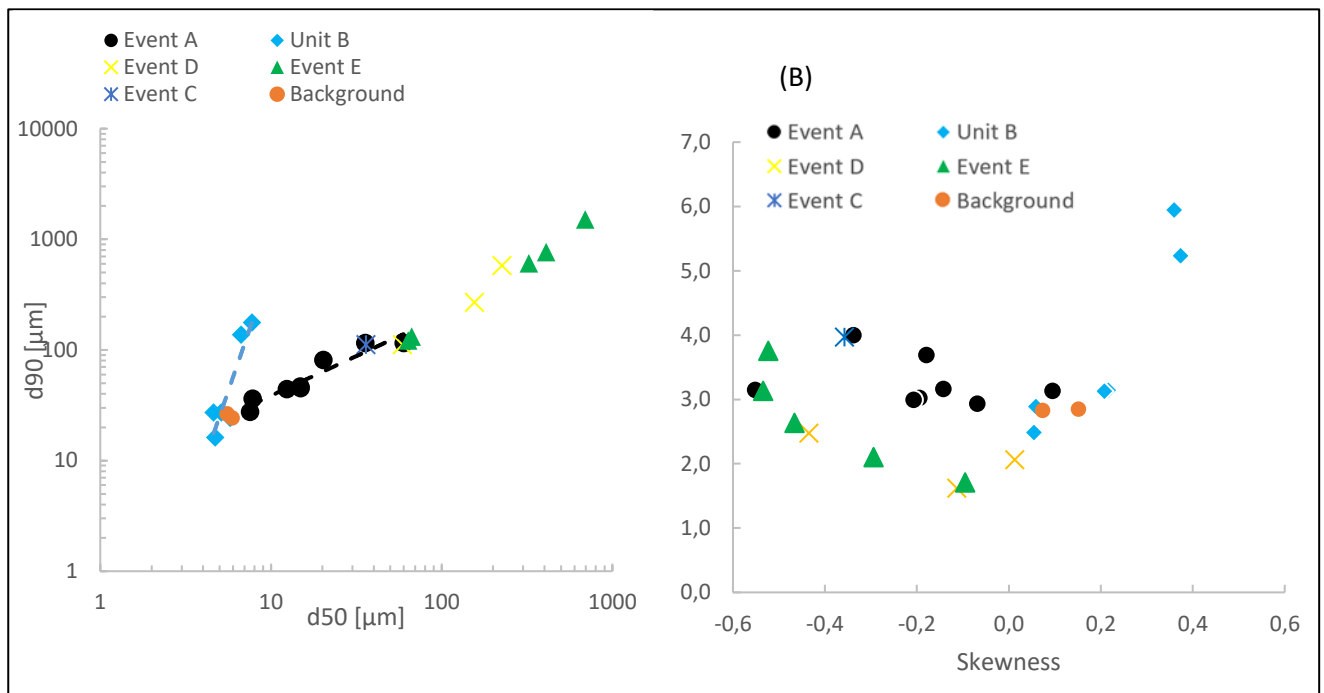 Event A Unit B
Event D Event E
Event C Background
10000
1000
100
10
1
d90 [µm]
1 10 100 1000
d50 [µm]
(B)
Event A Unit B
Event D Event E
Event C Background
7,0
6,0
5,0
4,0
3,0
2,0
1,0
0,0
-0,6 -0,4 -0,2 0,0 0,2 0,4 0,6
Skewness